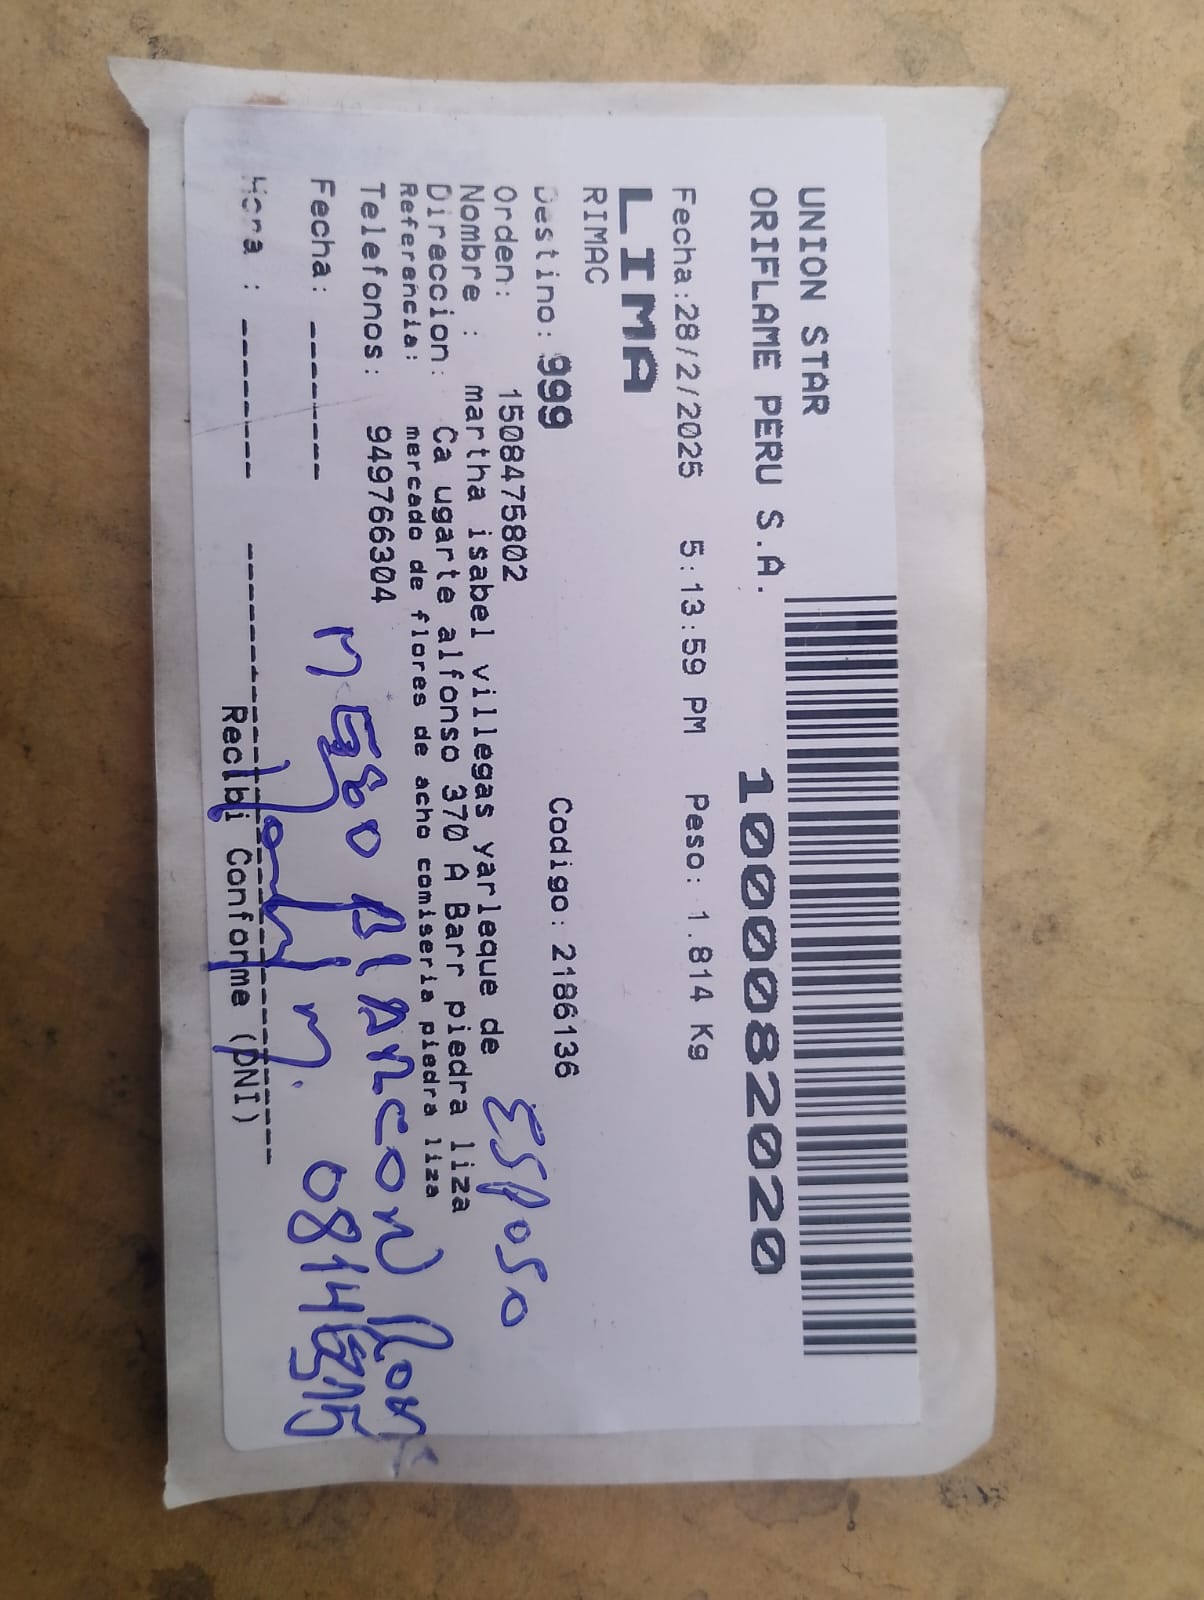 UNION STAR
ORIFLAME PERU S.A.
1000082020
Fecha:28/2/2025 5:13:59 PM Peso: 1.814 Kg
LIMA
RIMAC
Destino: 999 Codigo: 2186136
Orden: 1508475802
Nombre : martha isabel villegas yarleque de
Direccion: Ca ugarte alfonso 370 A Barr piedra liza
Referencia: mercado de flores de acho comiseria piedra liza
Telefonos: 949766304
ESPOSO
Fecha: -------
Hora :
Recibi Conforme (DNI)